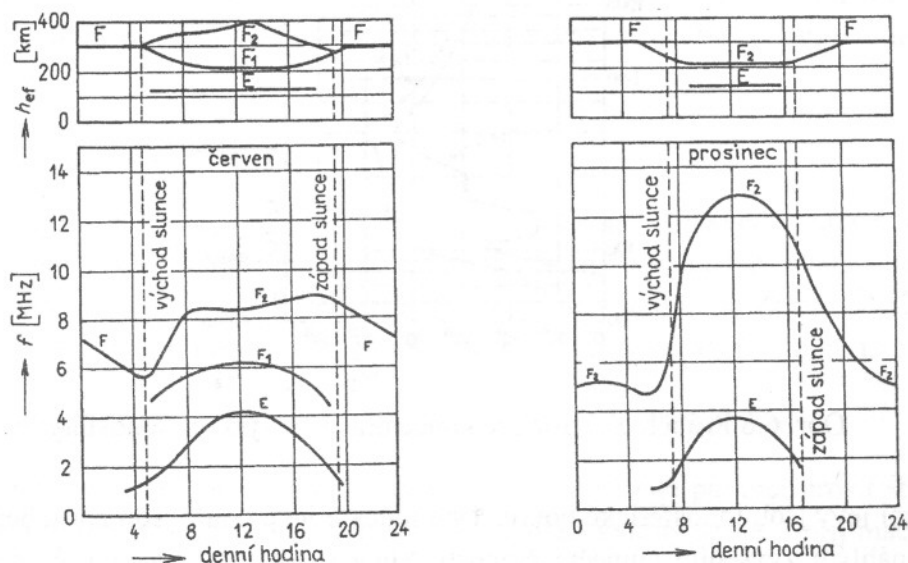 400
[km]
h ef
200
0
F
F₂
F₁
E
F
F
F₂
E
F
14
12
10
8
6
4
2
0
f [MHz]
červen
východ slunce
západ slunce
F
F₂
F
F₁
E
0 4 8 12 16 20 24
denní hodina
prosinec
východ slunce
západ slunce
F₂
F₂
F₂
E
0 4 8 12 16 20 24
denní hodina